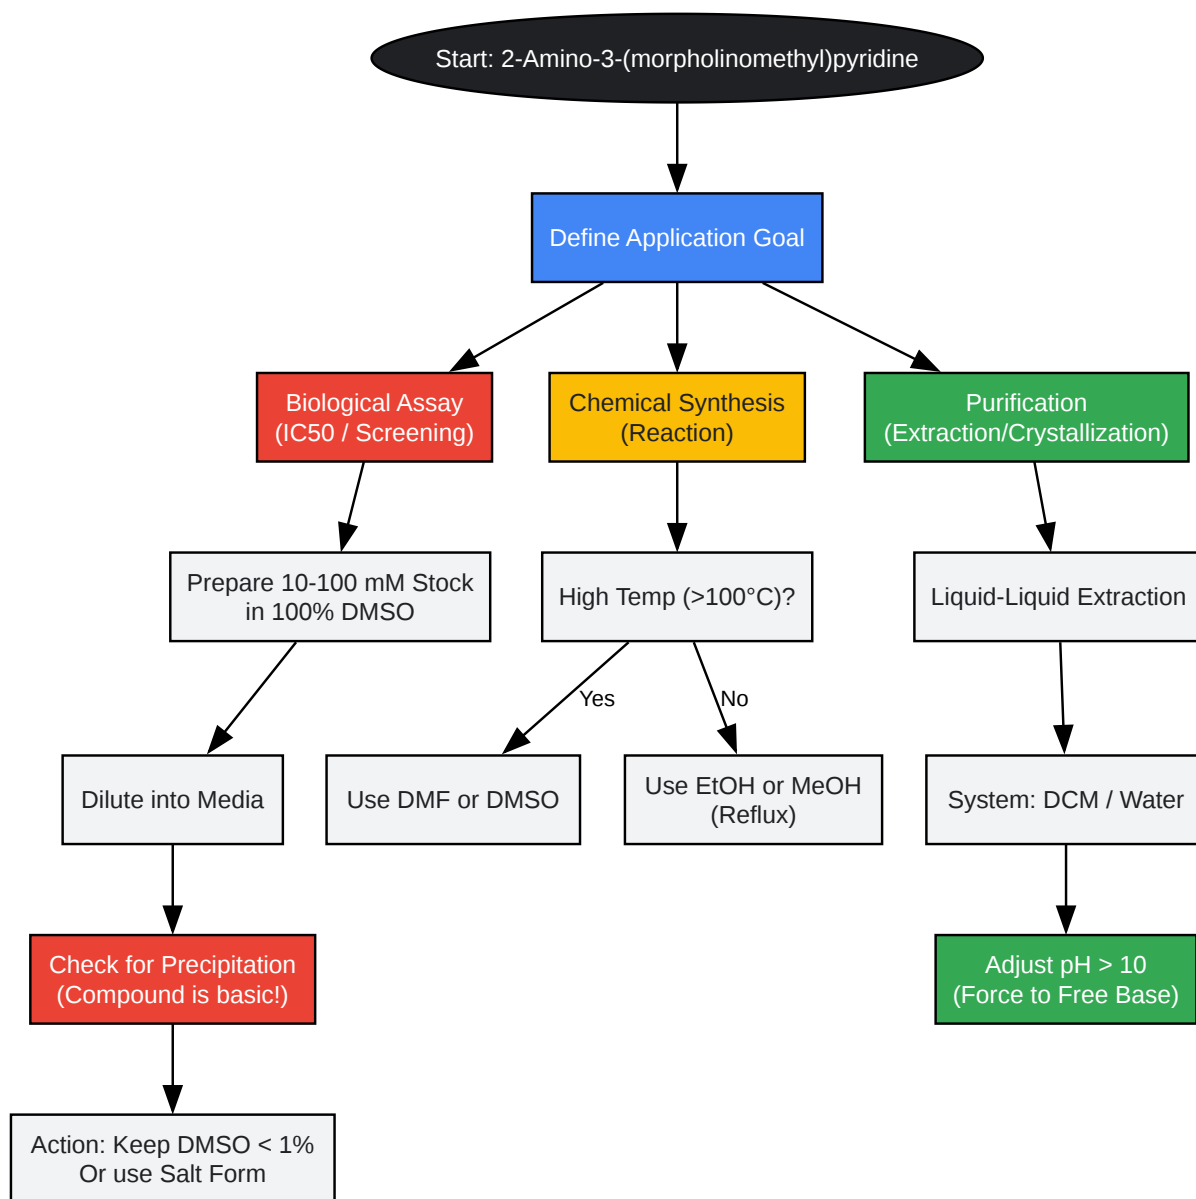 Start: 2-Amino-3-(morpholinomethyl)pyridine
Define Application Goal
Biological Assay
(IC50 / Screening)
Chemical Synthesis
(Reaction)
Purification
(Extraction/Crystallization)
Prepare 10-100 mM Stock
in 100% DMSO
High Temp (>100°C)?
Liquid-Liquid Extraction
Yes
No
Dilute into Media
Use DMF or DMSO
Use EtOH or MeOH
(Reflux)
System: DCM / Water
Check for Precipitation
(Compound is basic!)
Adjust pH > 10
(Force to Free Base)
Action: Keep DMSO < 1%
Or use Salt Form